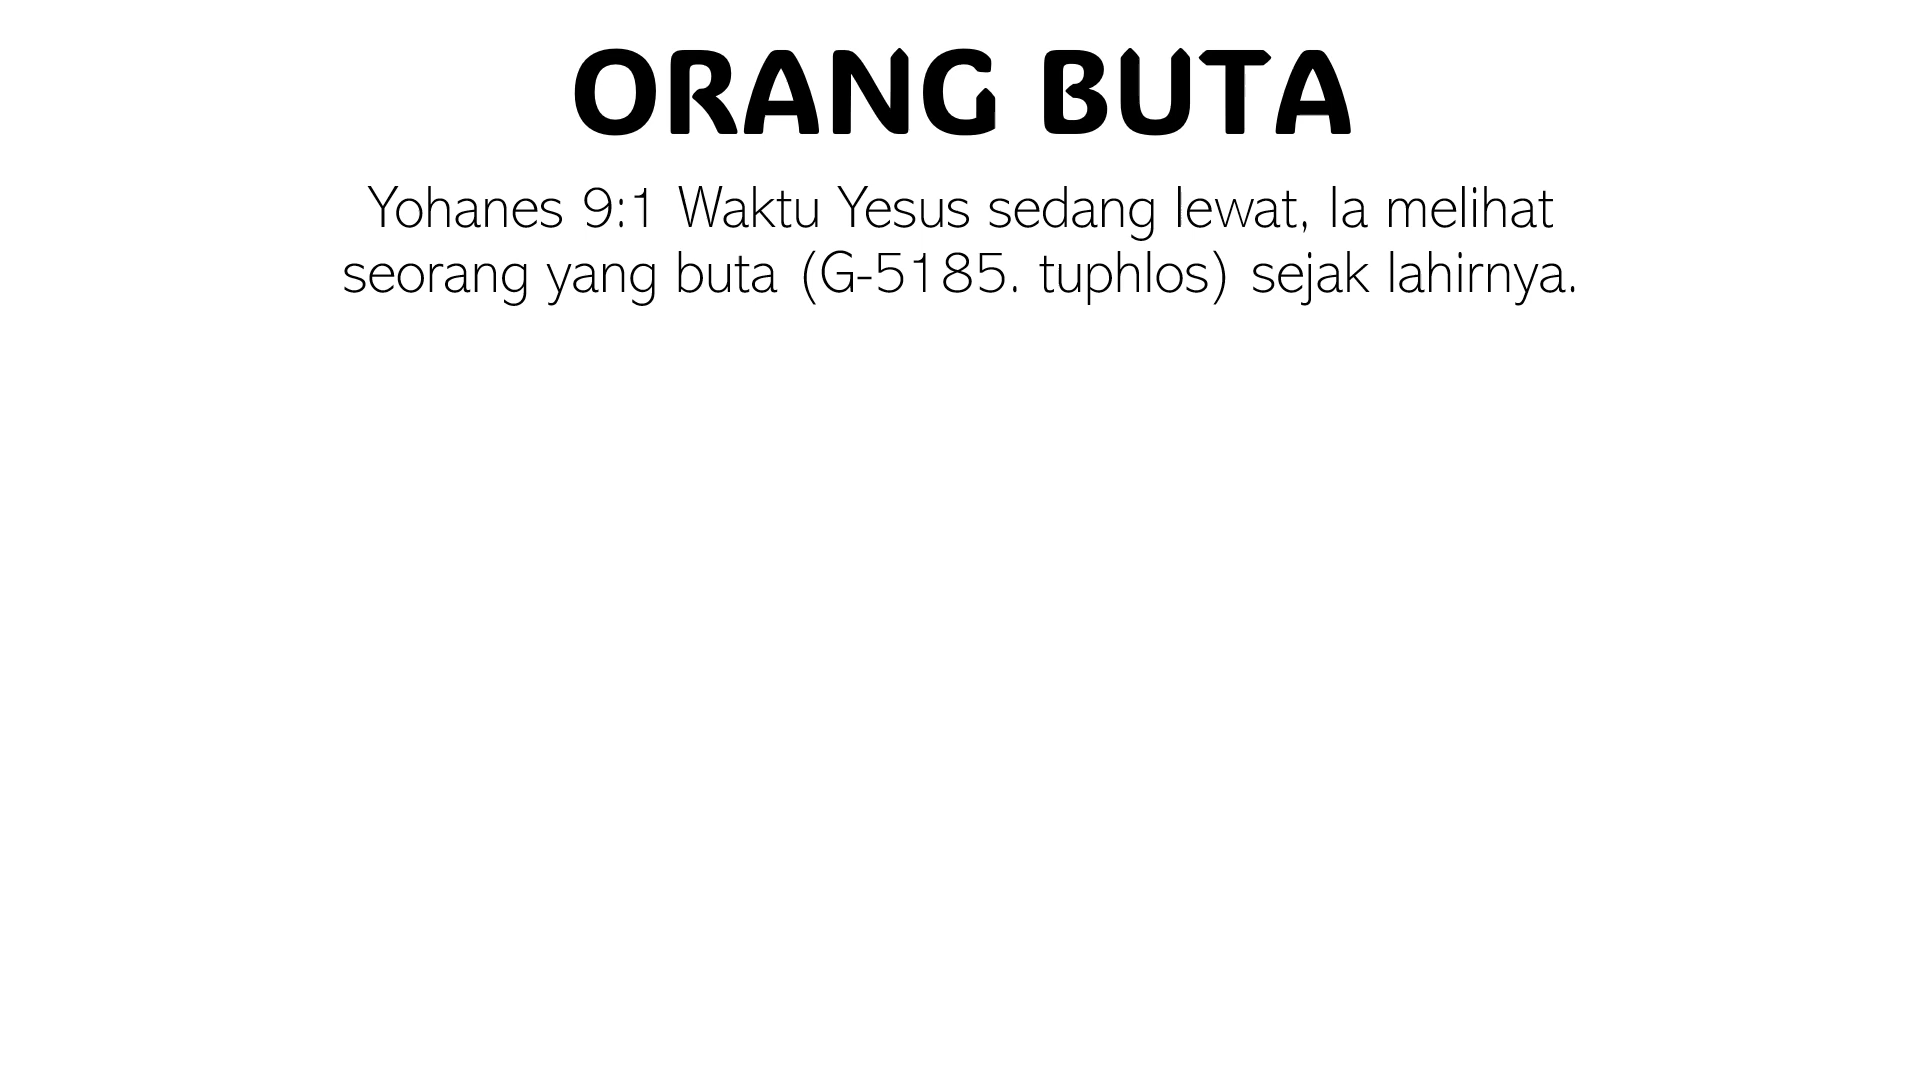 ORANG BUTA
Yohanes 9:1 Waktu Yesus sedang lewat, Ia melihat
seorang yang buta (G-5185. tuphlos) sejak lahirnya.